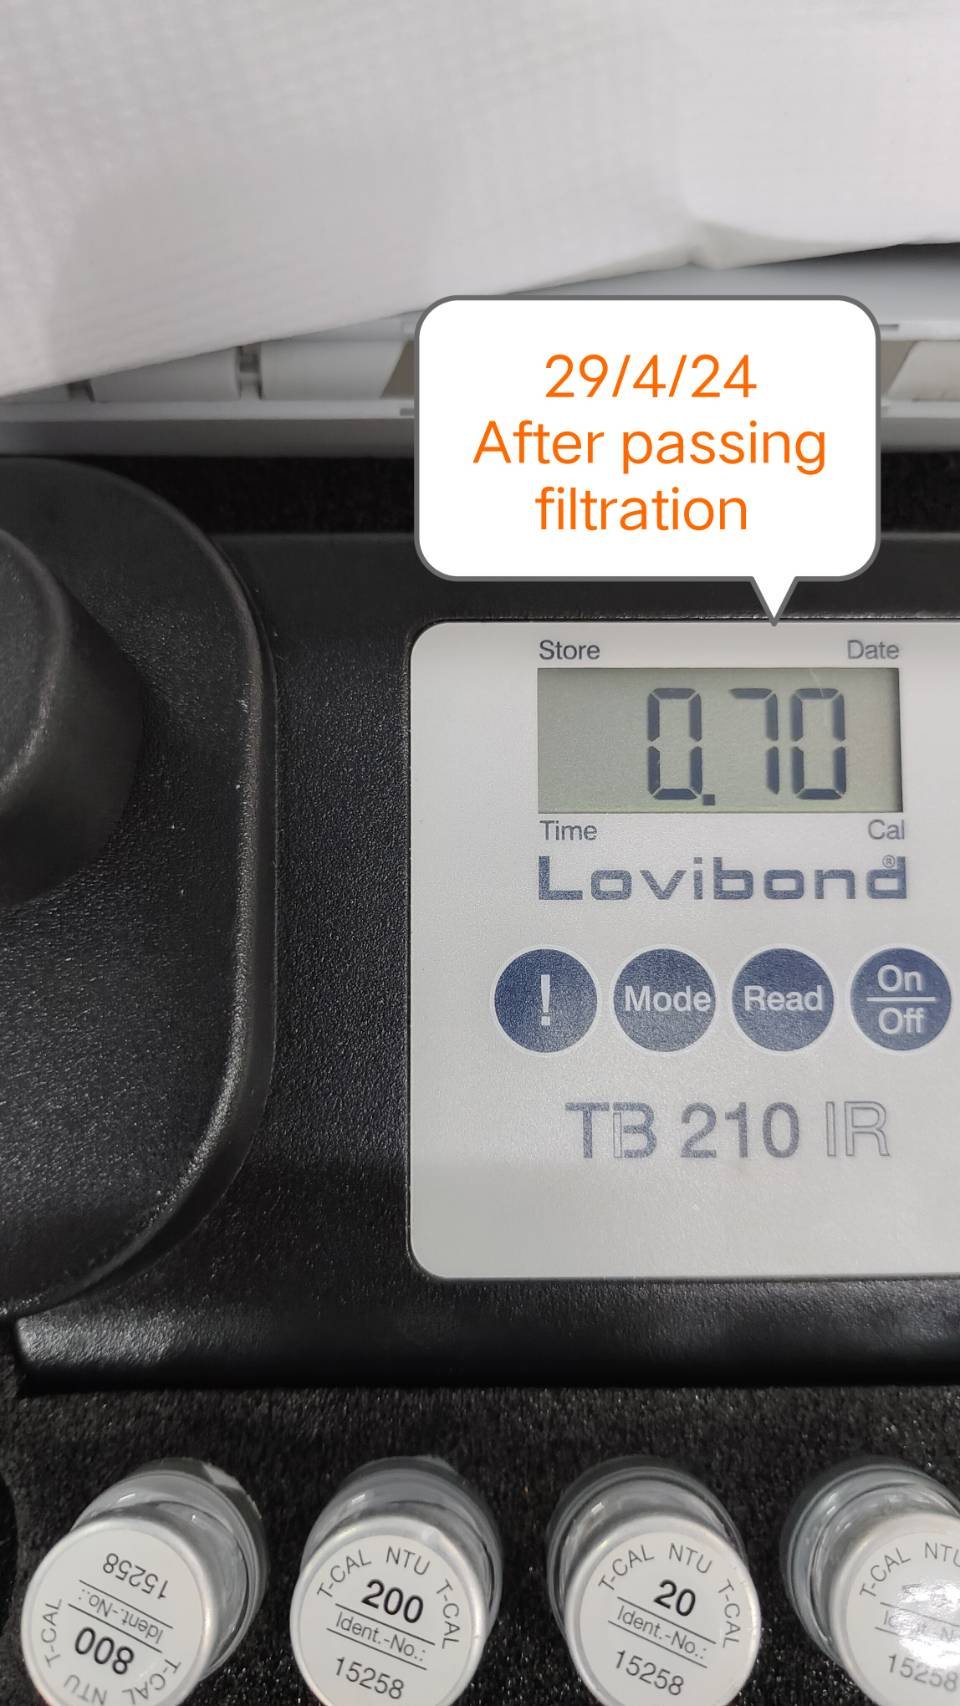 29/4/24
After passing
filtration
Store Date
0.70
Time Cal
Lovibond®
! Mode Read On
Off
TB 210 IR
T-CAL NTU T-CAL
800
Ident.-No.:
15258
T-CAL NTU T-CAL
200
Ident.-No.:
15258
T-CAL NTU T-CAL
20
Ident.-No.:
15258
T-CAL NTU
15258